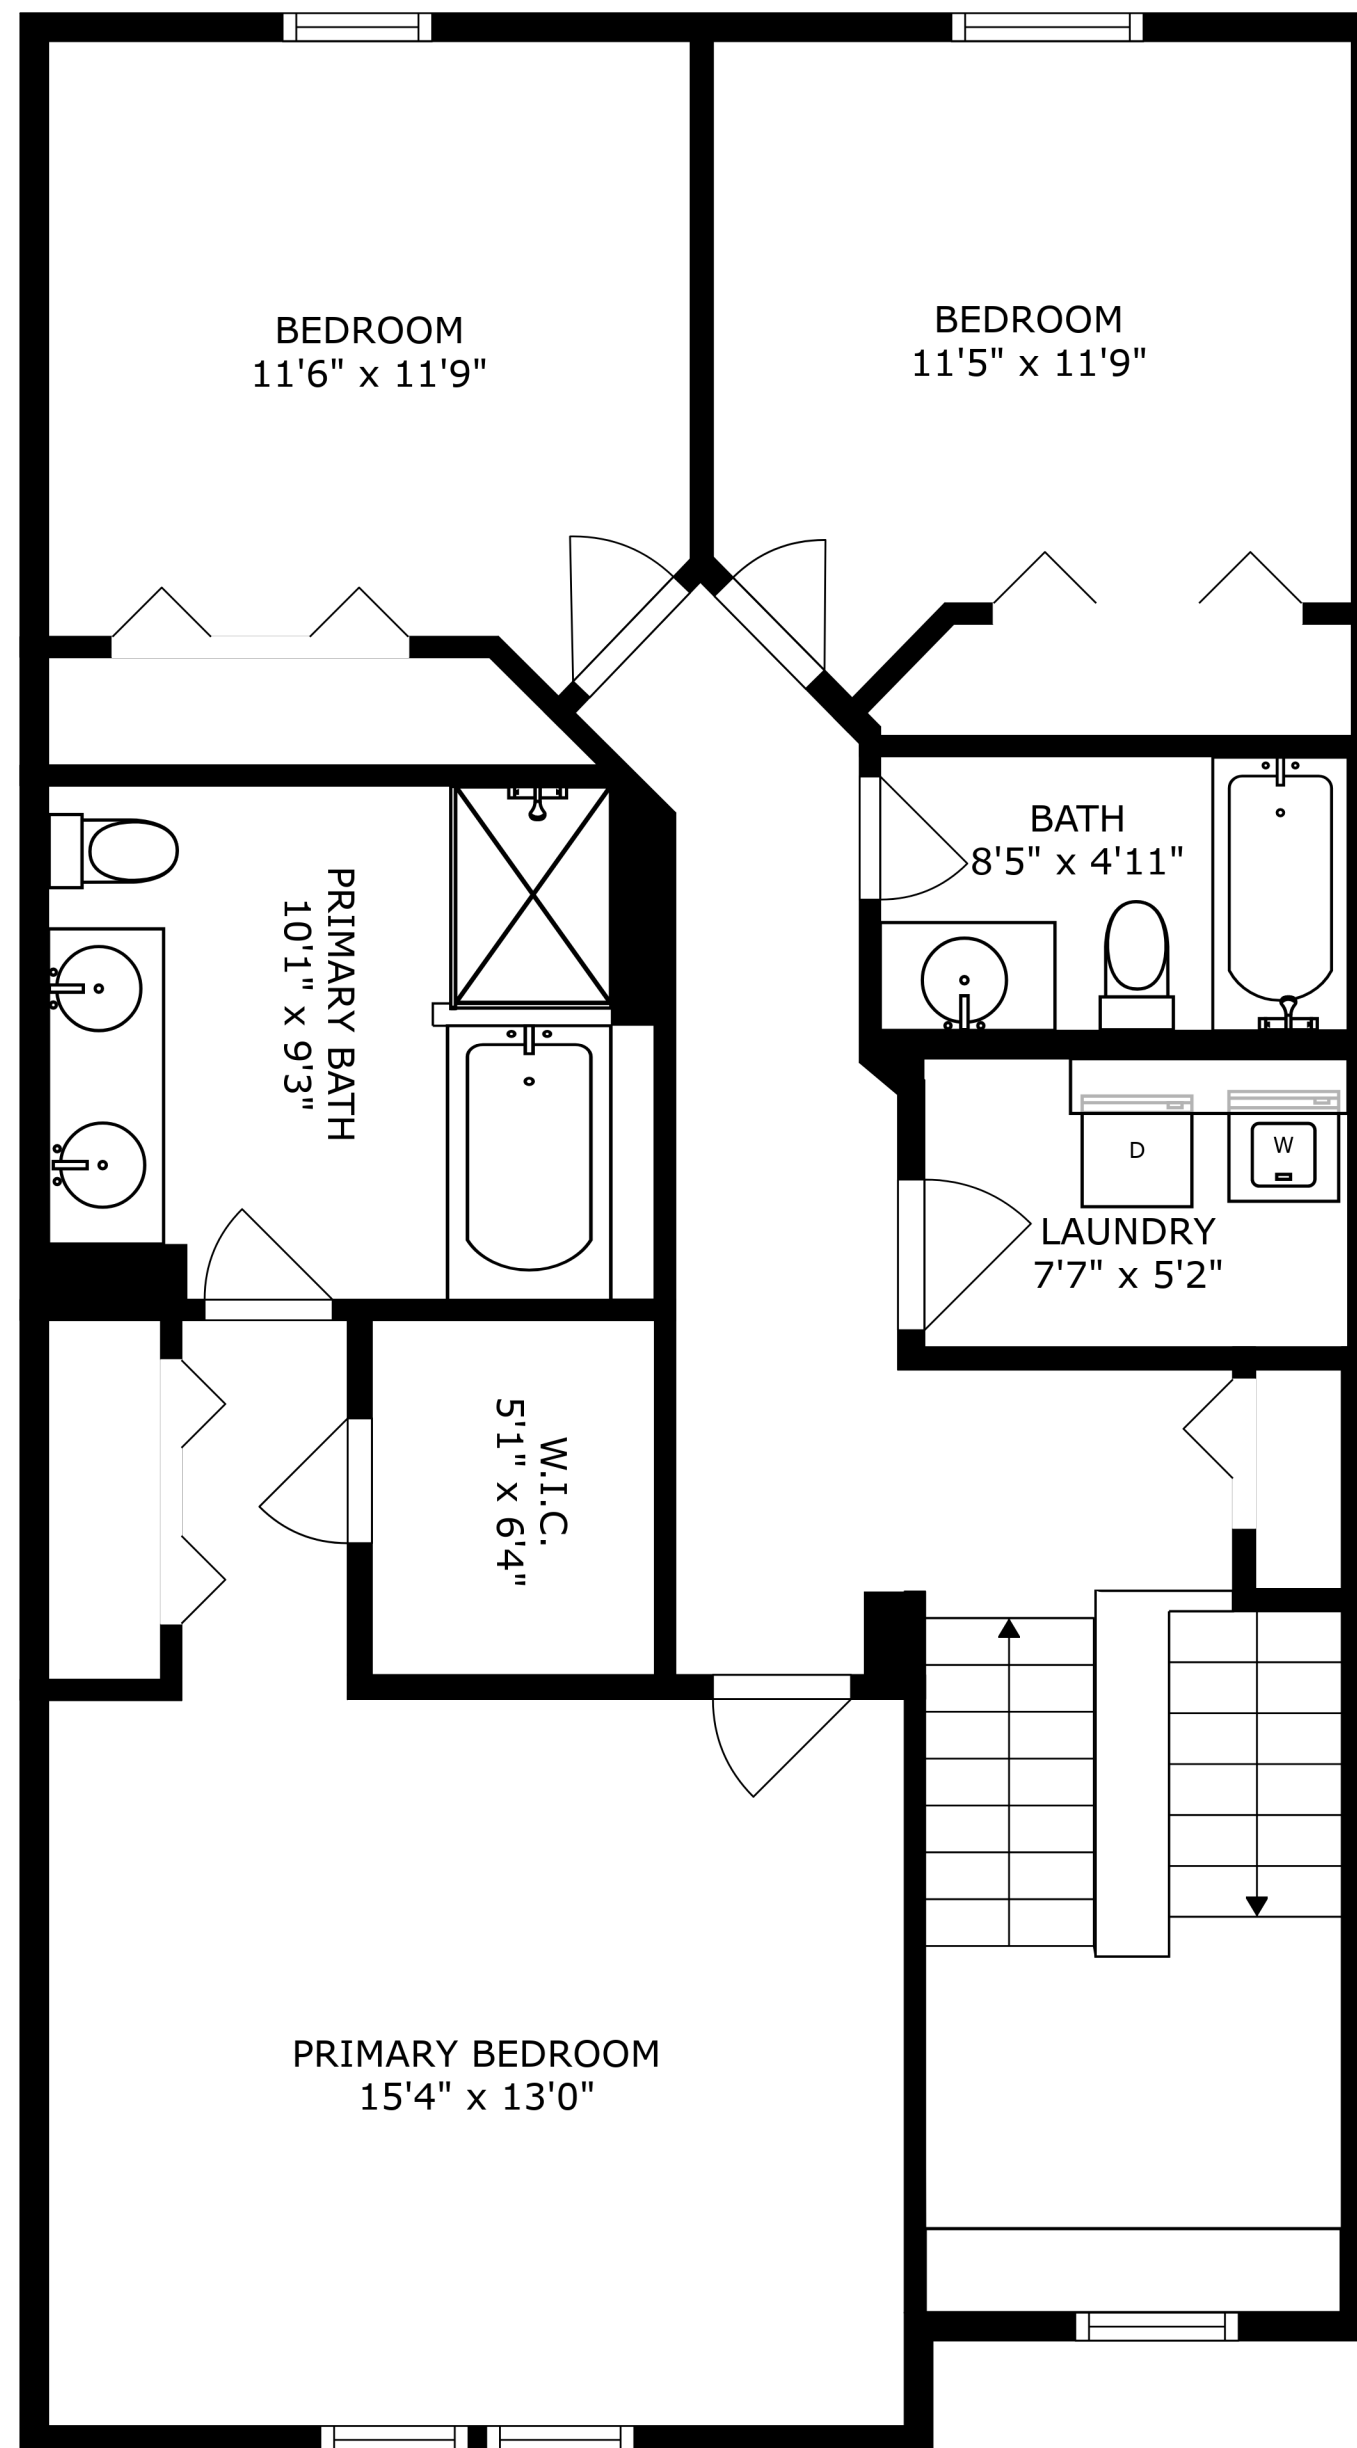 BEDROOM
11'6" x 11'9"
BEDROOM
11'5" x 11'9"
BATH
8'5" x 4'11"
PRIMARY BATH
10'1" x 9'3"
D
W
LAUNDRY
7'7" x 5'2"
W.I.C.
5'1" x 6'4"
PRIMARY BEDROOM
15'4" x 13'0"